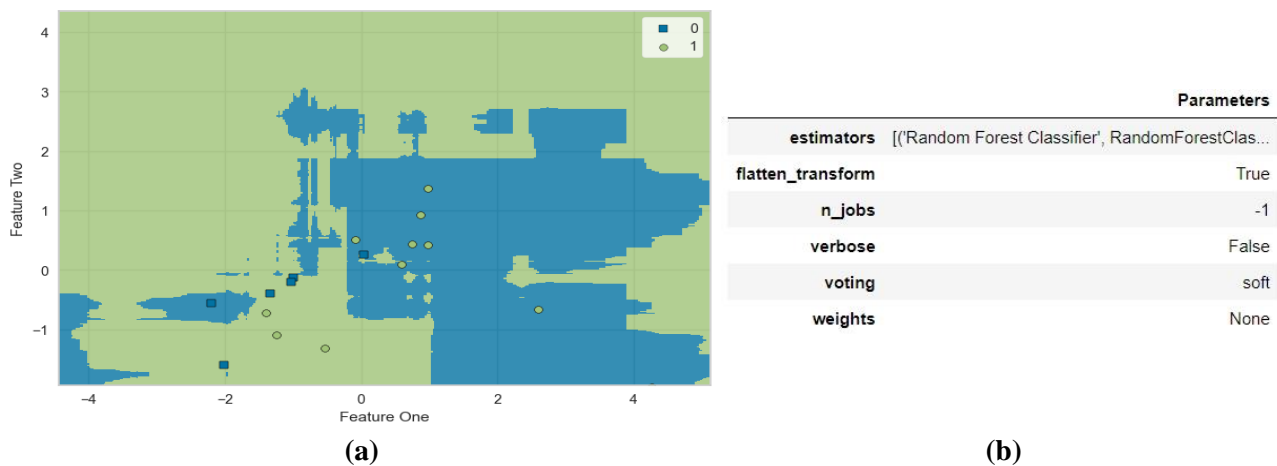 4
3
2
1
0
−1
Feature Two
−4
−2
0
2
4
Feature One
0
1
(a)
Parameters
estimators [('Random Forest Classifier', RandomForestClas...
flatten_transform True
n_jobs -1
verbose False
voting soft
weights None
(b)